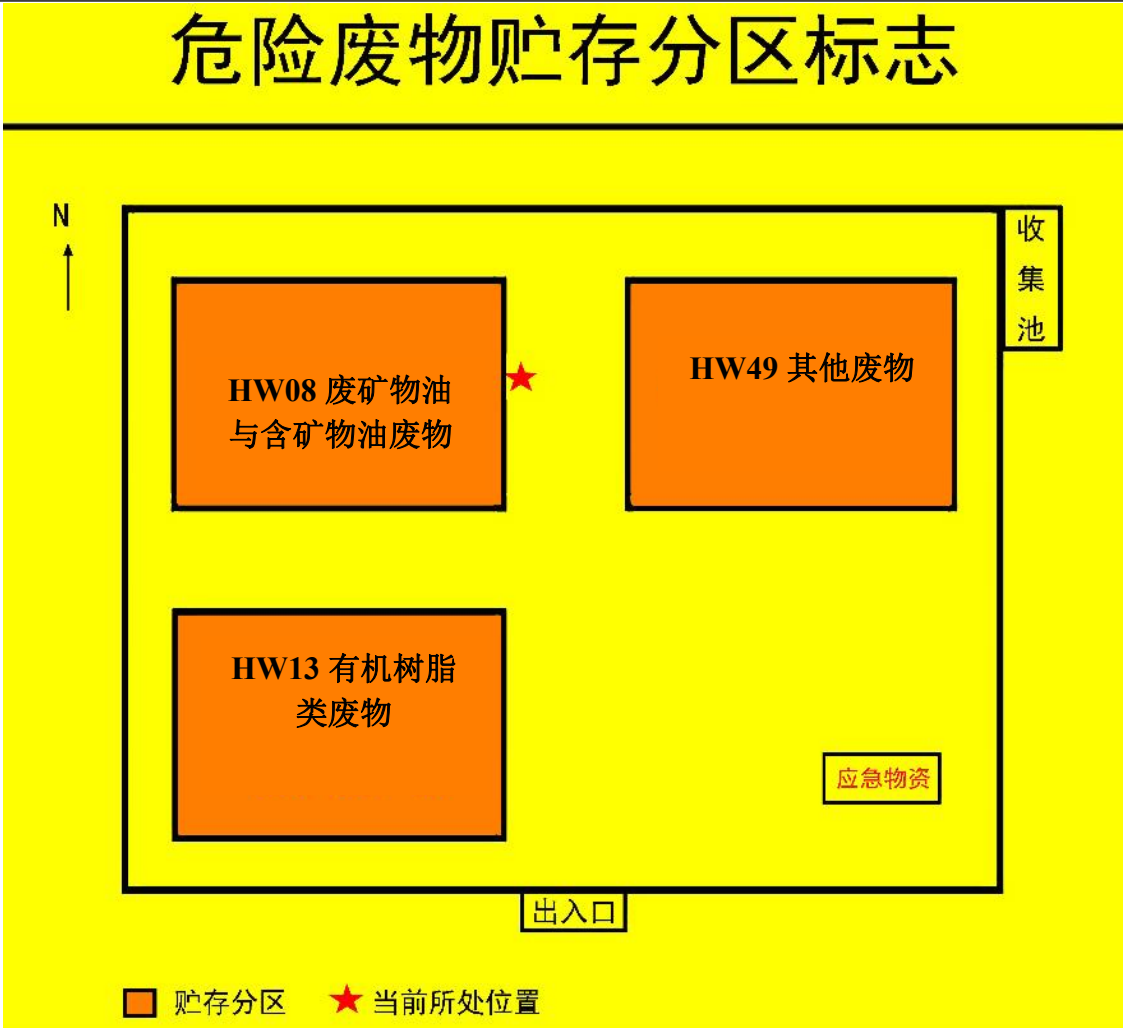 危险废物贮存分区标志
N
收
集
池
HW08 废矿物油
与含矿物油废物
HW49 其他废物
HW13 有机树脂
类废物
应急物资
出入口
贮存分区
当前所处位置